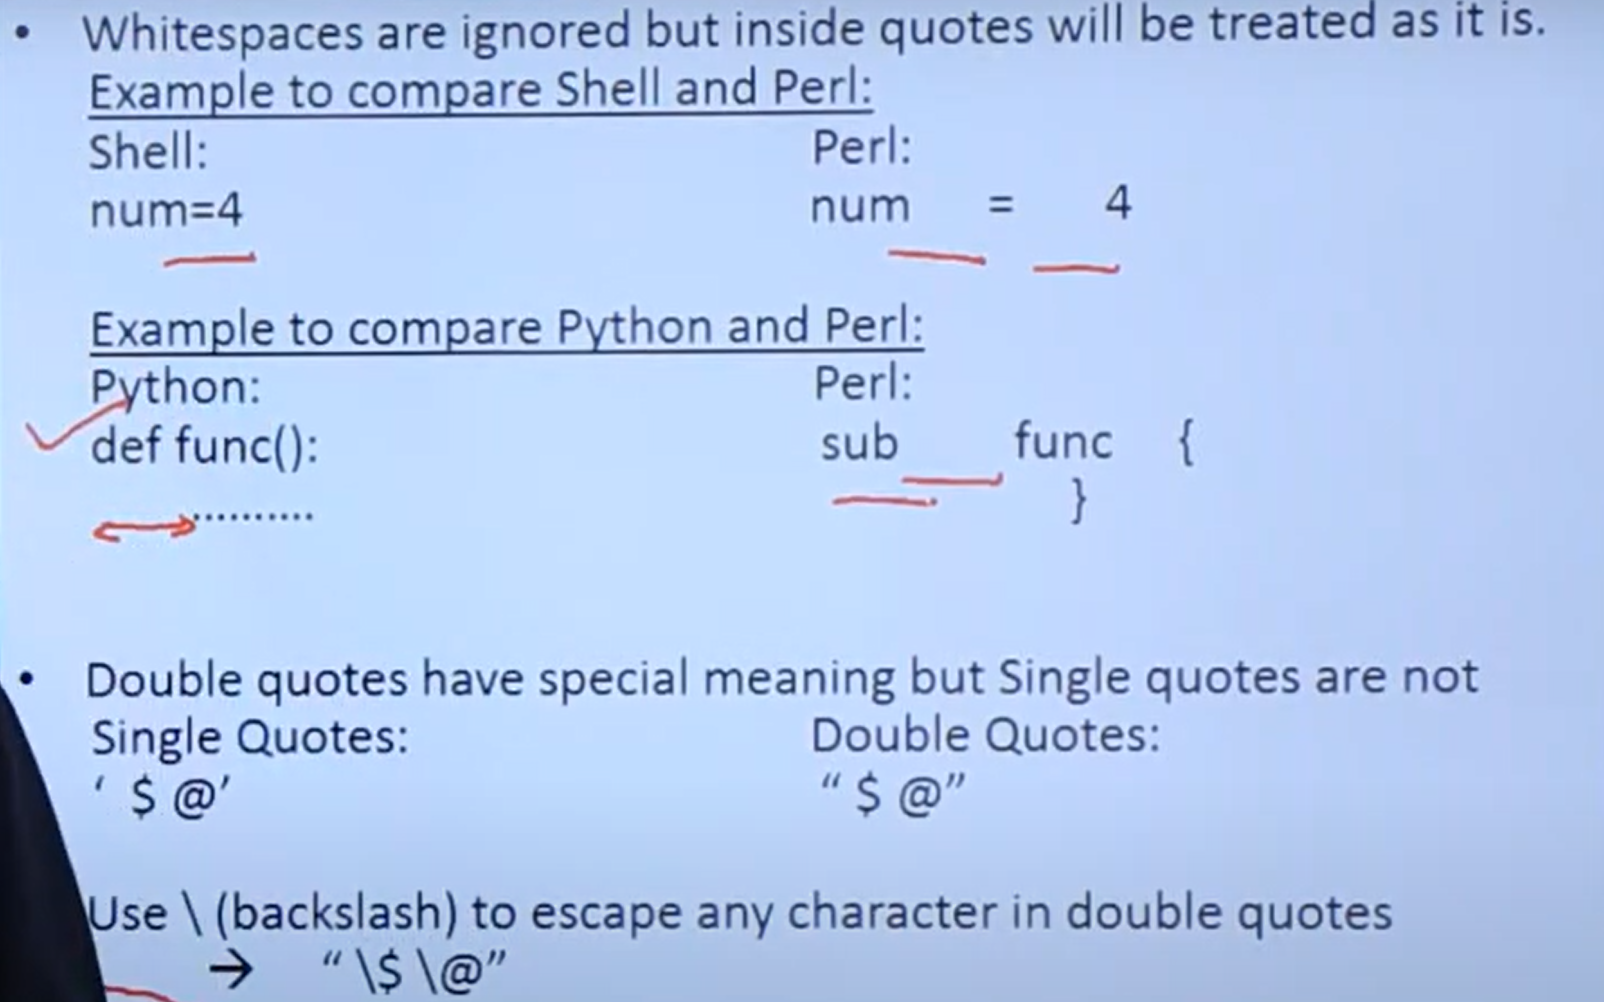 • Whitespaces are ignored but inside quotes will be treated as it is.
Example to compare Shell and Perl:
Shell: Perl:
num=4 num = 4
Example to compare Python and Perl:
Python: Perl:
def func(): sub func {
.......... }
• Double quotes have special meaning but Single quotes are not
Single Quotes: Double Quotes:
‘ $ @’ “ $ @”
Use \ (backslash) to escape any character in double quotes
→ “ \$ \@”